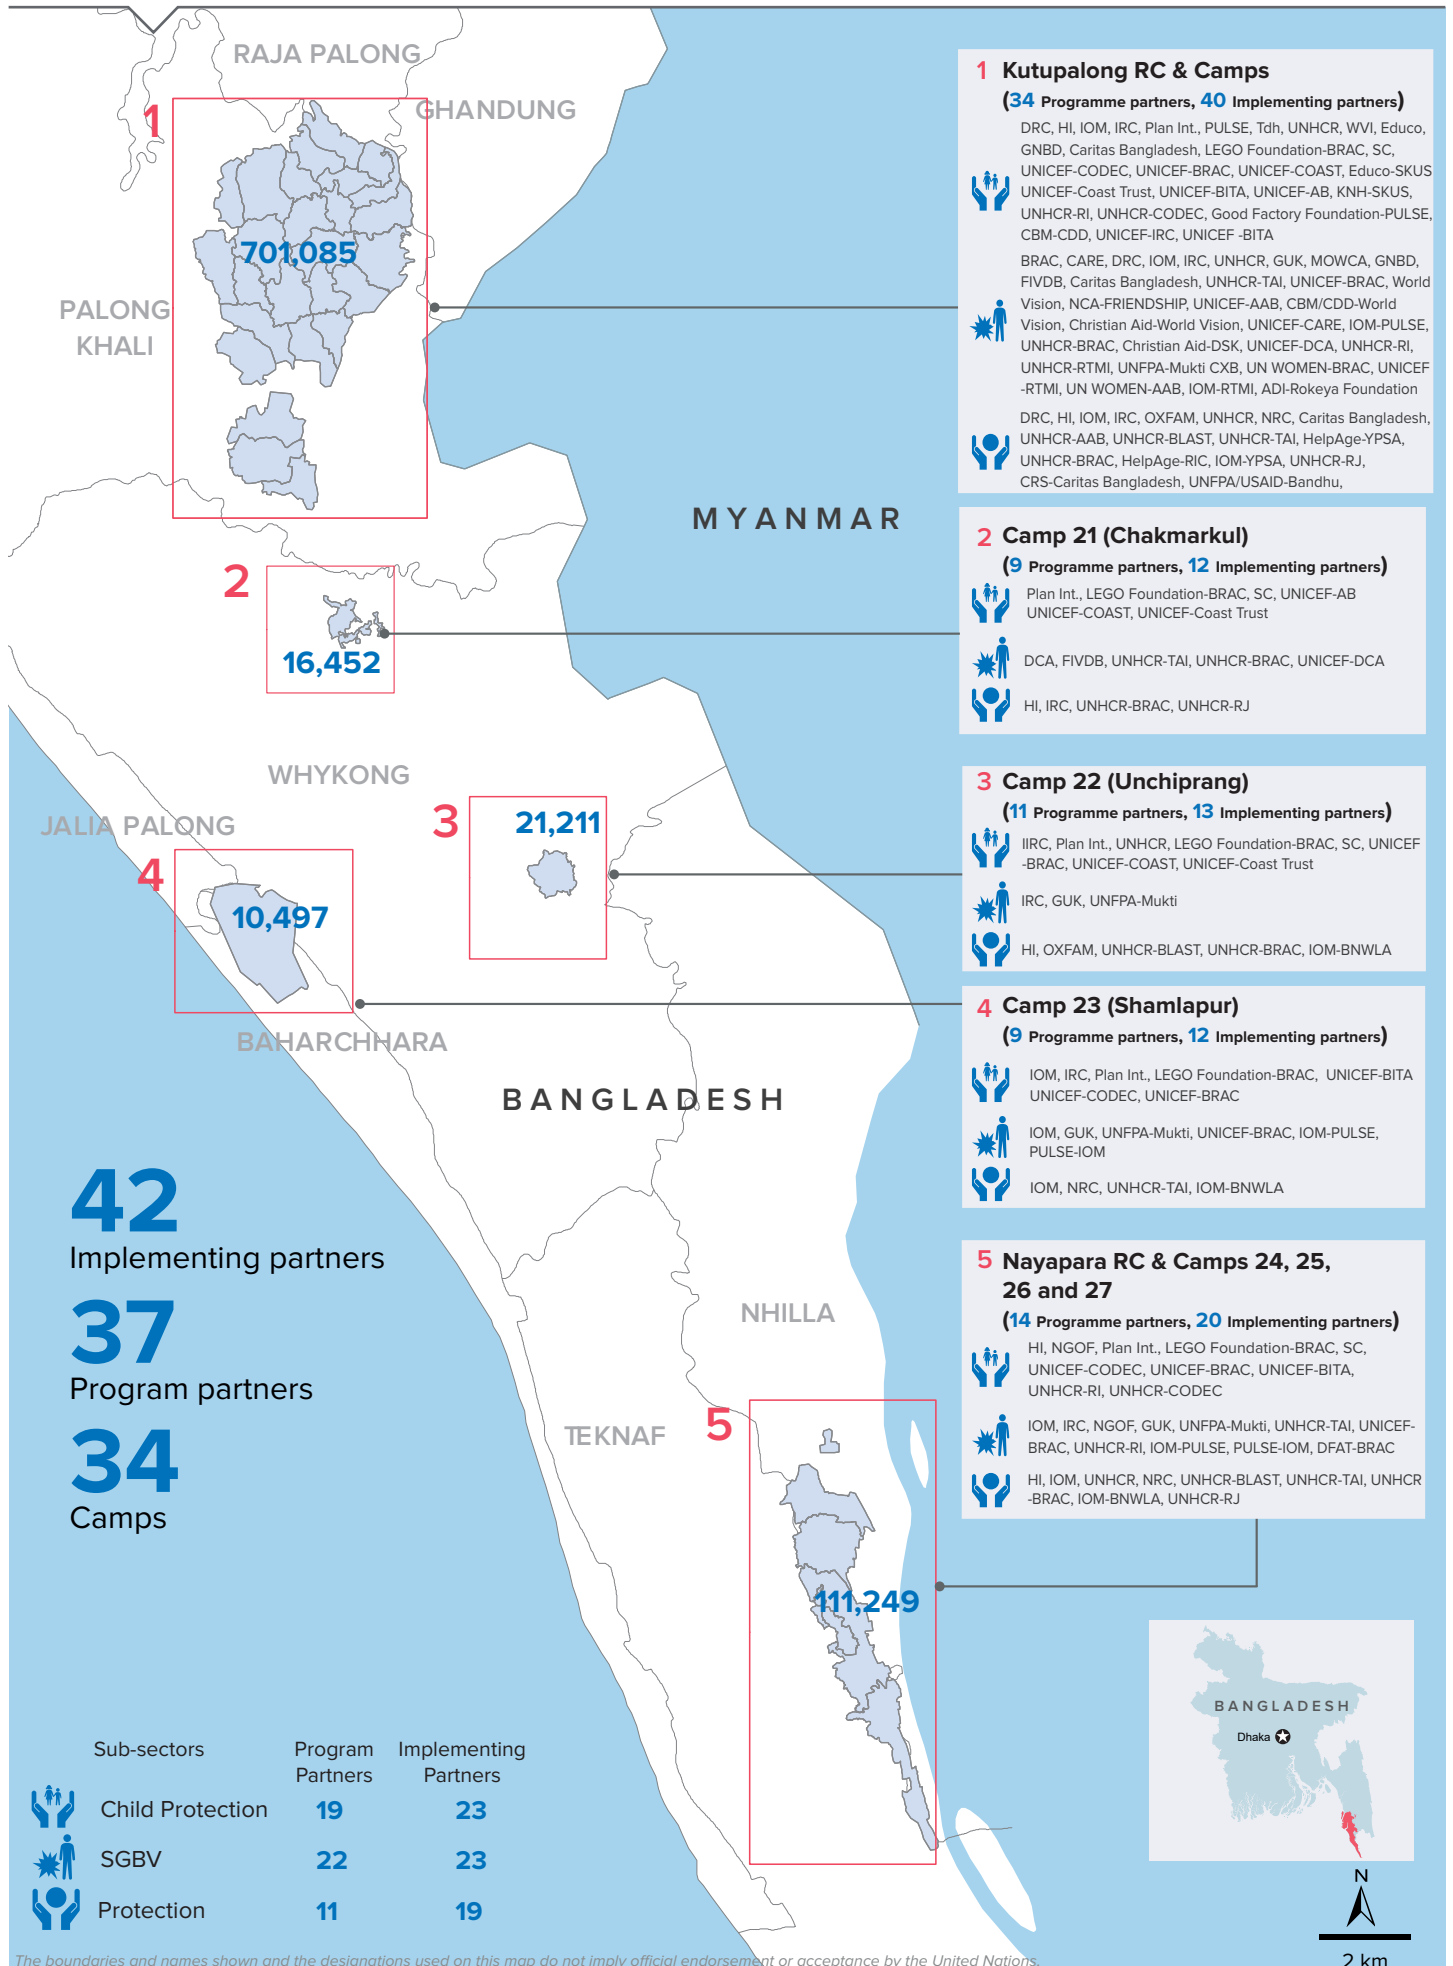 RAJA PALONG
GHANDUNG
1
701,085
PALONG
KHALI
MYANMAR
2
16,452
WHYKONG
JALIA PALONG
3
21,211
4
10,497
BAHARCHHARA
BANGLADESH
NHILLA
TEKNAF
5
111,249
1 Kutupalong RC & Camps
(34 Programme partners, 40 Implementing partners)
DRC, HI, IOM, IRC, Plan Int., PULSE, Tdh, UNHCR, WVI, Educo,
GNBD, Caritas Bangladesh, LEGO Foundation-BRAC, SC,
UNICEF-CODEC, UNICEF-BRAC, UNICEF-COAST, Educo-SKUS
UNICEF-Coast Trust, UNICEF-BITA, UNICEF-AB, KNH-SKUS,
UNHCR-RI, UNHCR-CODEC, Good Factory Foundation-PULSE,
CBM-CDD, UNICEF-IRC, UNICEF -BITA
BRAC, CARE, DRC, IOM, IRC, UNHCR, GUK, MOWCA, GNBD,
FIVDB, Caritas Bangladesh, UNHCR-TAI, UNICEF-BRAC, World
Vision, NCA-FRIENDSHIP, UNICEF-AAB, CBM/CDD-World
Vision, Christian Aid-World Vision, UNICEF-CARE, IOM-PULSE,
UNHCR-BRAC, Christian Aid-DSK, UNICEF-DCA, UNHCR-RI,
UNHCR-RTMI, UNFPA-Mukti CXB, UN WOMEN-BRAC, UNICEF
-RTMI, UN WOMEN-AAB, IOM-RTMI, ADI-Rokeya Foundation
DRC, HI, IOM, IRC, OXFAM, UNHCR, NRC, Caritas Bangladesh,
UNHCR-AAB, UNHCR-BLAST, UNHCR-TAI, HelpAge-YPSA,
UNHCR-BRAC, HelpAge-RIC, IOM-YPSA, UNHCR-RJ,
CRS-Caritas Bangladesh, UNFPA/USAID-Bandhu,
2 Camp 21 (Chakmarkul)
(9 Programme partners, 12 Implementing partners)
Plan Int., LEGO Foundation-BRAC, SC, UNICEF-AB
UNICEF-COAST, UNICEF-Coast Trust
DCA, FIVDB, UNHCR-TAI, UNHCR-BRAC, UNICEF-DCA
HI, IRC, UNHCR-BRAC, UNHCR-RJ
3 Camp 22 (Unchiprang)
(11 Programme partners, 13 Implementing partners)
IIRC, Plan Int., UNHCR, LEGO Foundation-BRAC, SC, UNICEF
-BRAC, UNICEF-COAST, UNICEF-Coast Trust
IRC, GUK, UNFPA-Mukti
HI, OXFAM, UNHCR-BLAST, UNHCR-BRAC, IOM-BNWLA
4 Camp 23 (Shamlapur)
(9 Programme partners, 12 Implementing partners)
IOM, IRC, Plan Int., LEGO Foundation-BRAC, UNICEF-BITA
UNICEF-CODEC, UNICEF-BRAC
IOM, GUK, UNFPA-Mukti, UNICEF-BRAC, IOM-PULSE,
PULSE-IOM
IOM, NRC, UNHCR-TAI, IOM-BNWLA
5 Nayapara RC & Camps 24, 25,
26 and 27
(14 Programme partners, 20 Implementing partners)
HI, NGOF, Plan Int., LEGO Foundation-BRAC, SC,
UNICEF-CODEC, UNICEF-BRAC, UNICEF-BITA,
UNHCR-RI, UNHCR-CODEC
IOM, IRC, NGOF, GUK, UNFPA-Mukti, UNHCR-TAI, UNICEF-
BRAC, UNHCR-RI, IOM-PULSE, PULSE-IOM, DFAT-BRAC
HI, IOM, UNHCR, NRC, UNHCR-BLAST, UNHCR-TAI, UNHCR
-BRAC, IOM-BNWLA, UNHCR-RJ
42
Implementing partners
37
Program partners
34
Camps
Sub-sectors Program Implementing
Partners Partners
Child Protection 19 23
SGBV 22 23
Protection 11 19
BANGLADESH
Dhaka
N
2 km
The boundaries and names shown and the designations used on this map do not imply official endorsement or acceptance by the United Nations.